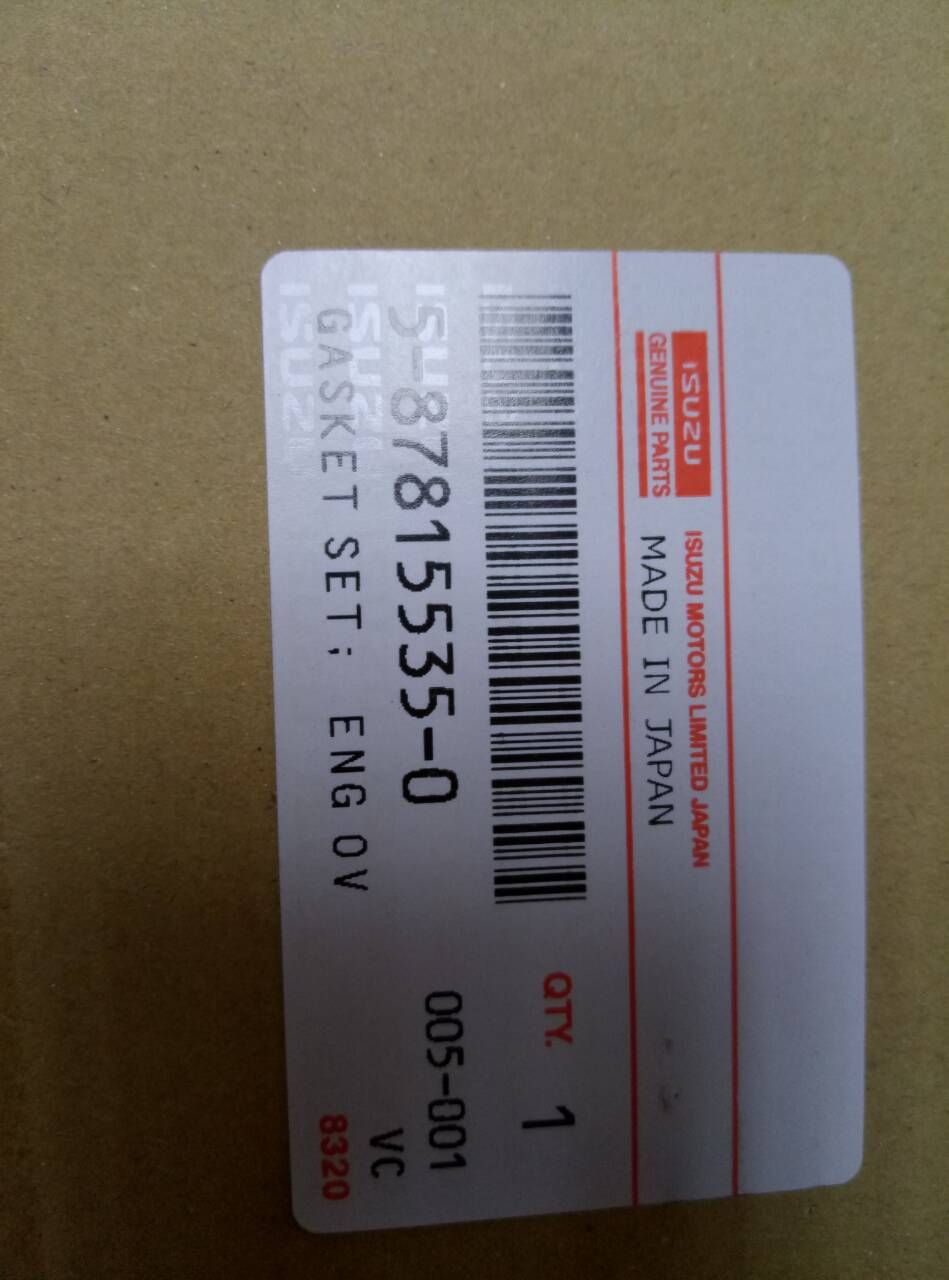 ISUZU
GENUINE PARTS
ISUZU MOTORS LIMITED JAPAN
MADE IN JAPAN
QTY. 1
5-87815535-0
005-001
GASKET SET; ENG OV
VC
8320